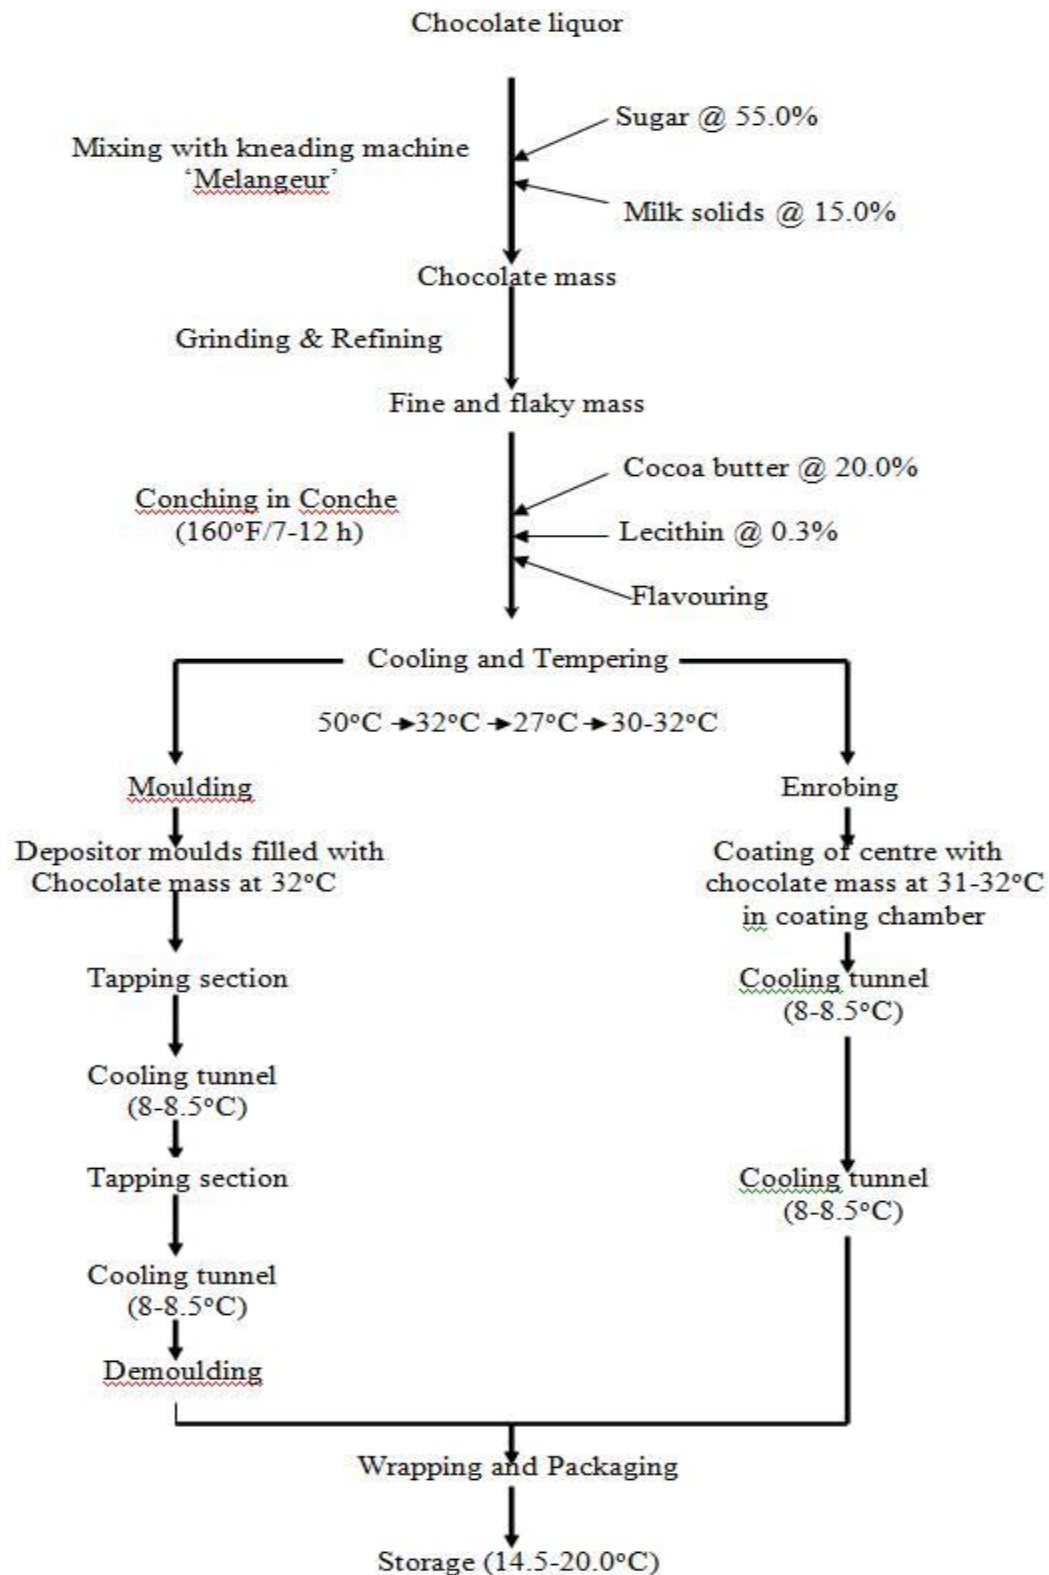 Chocolate liquor
Sugar @ 55.0%
Mixing with kneading machine
‘Melangeur’
Milk solids @ 15.0%
Chocolate mass
Grinding & Refining
Fine and flaky mass
Cocoa butter @ 20.0%
Conching in Conche
(160°F/7-12 h)
Lecithin @ 0.3%
Flavouring
Cooling and Tempering
50°C → 32°C → 27°C → 30-32°C
Moulding
Depositor moulds filled with
Chocolate mass at 32°C
Tapping section
Cooling tunnel
(8-8.5°C)
Tapping section
Cooling tunnel
(8-8.5°C)
Demoulding
Enrobing
Coating of centre with
chocolate mass at 31-32°C
in coating chamber
Cooling tunnel
(8-8.5°C)
Cooling tunnel
(8-8.5°C)
Wrapping and Packaging
Storage (14.5-20.0°C)